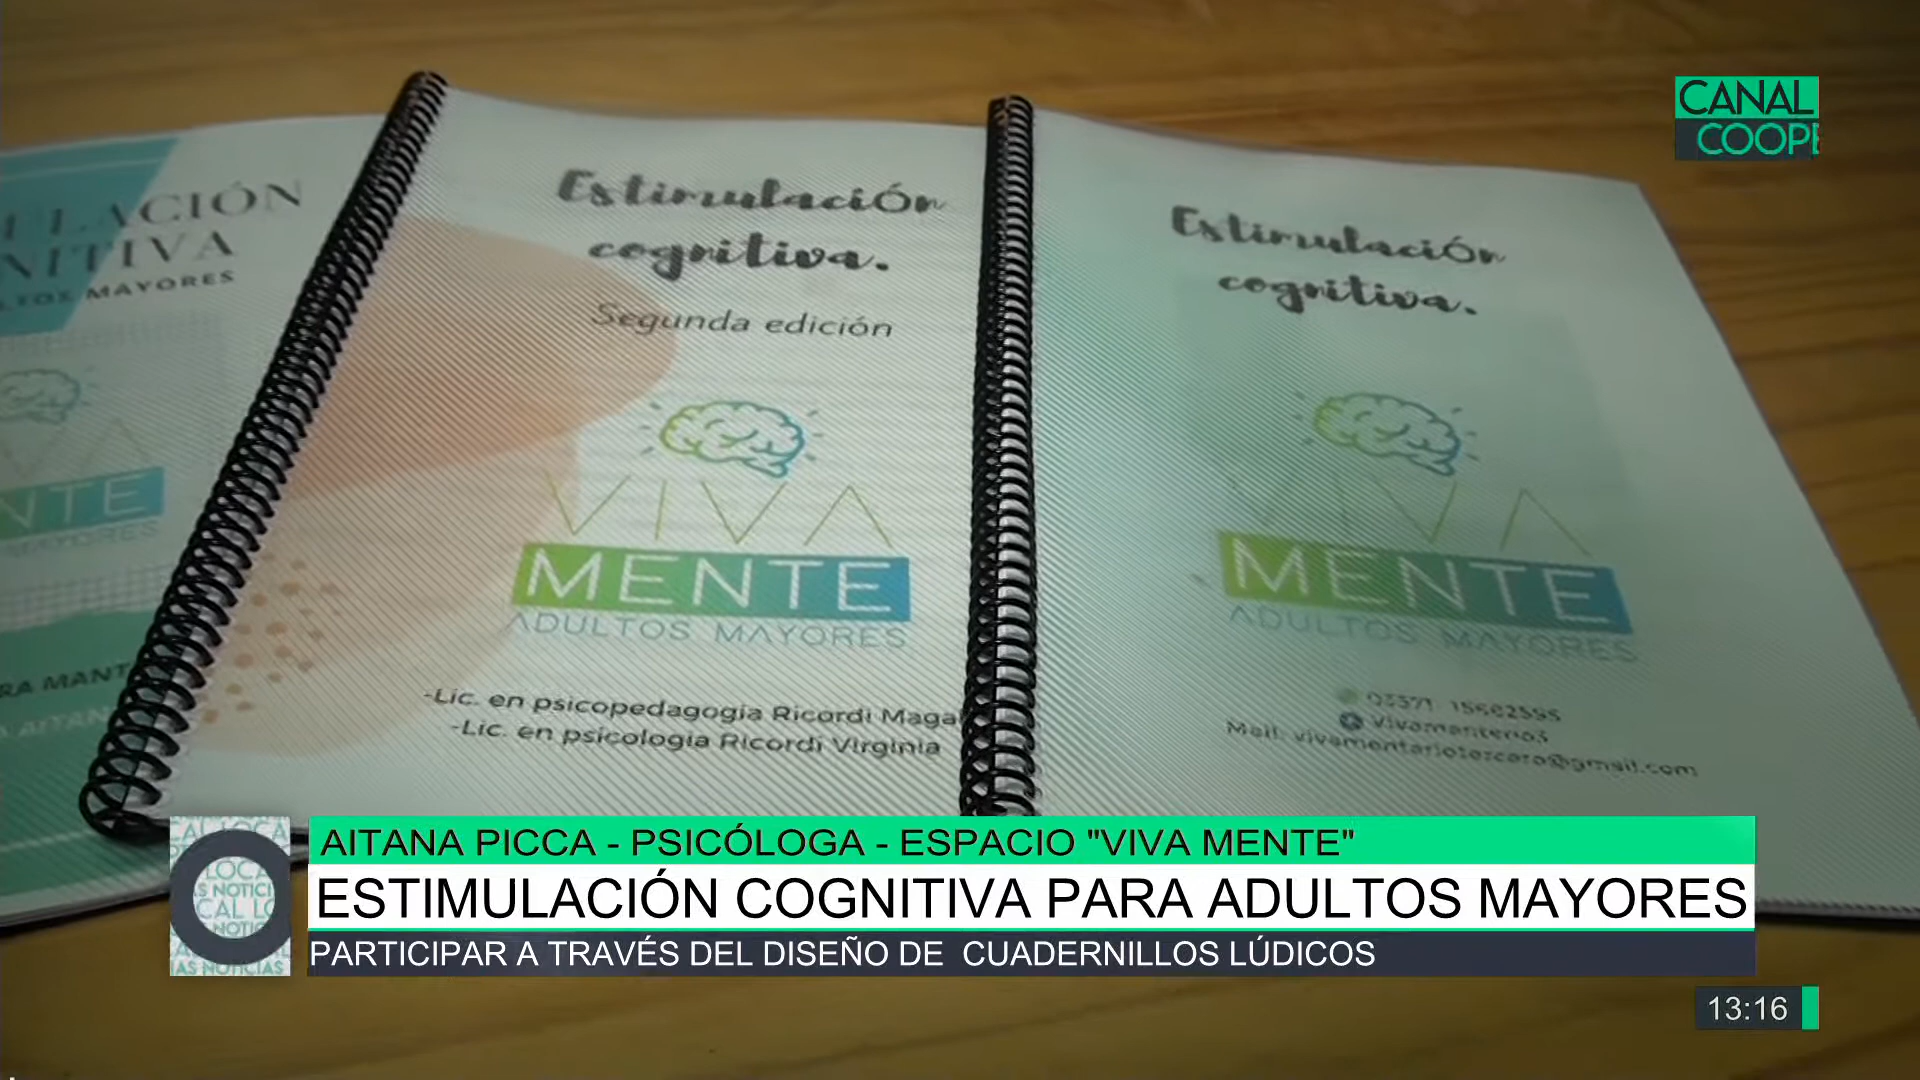 CANAL
COOPE
MAYORES
Estimulación
cognitiva.
Segunda edición
VIVA
MENTE
ADULTOS MAYORES
-Lic. en psicopedagogia Ricordi
-Lic. en psicologia Ricordi Virginia
Estimulación
cognitiva.
VIVA
MENTE
ADULTOS MAYORES
Mail:
AITANA PICCA - PSICÓLOGA - ESPACIO "VIVA MENTE"
ESTIMULACIÓN COGNITIVA PARA ADULTOS MAYORES
PARTICIPAR A TRAVÉS DEL DISEÑO DE CUADERNILLOS LÚDICOS
13:16